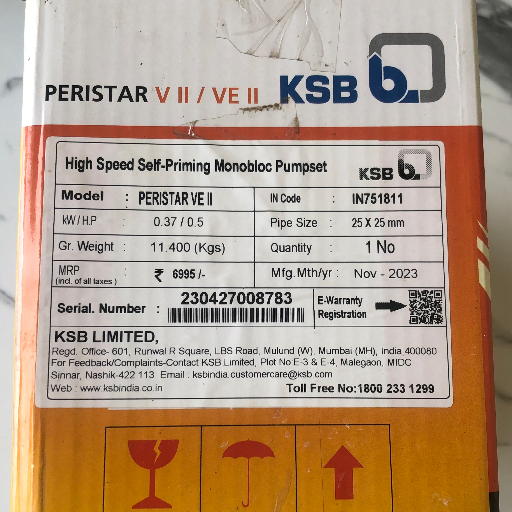 PERISTAR V II / VE II KSB b
High Speed Self-Priming Monobloc Pumpset KSB b
Model : PERISTAR VE II IN Code : IN751811
kW / H.P : 0.37 / 0.5 Pipe Size : 25 X 25 mm
Gr. Weight : 11.400 (Kgs) Quantity : 1 No
MRP : ₹ 6995 /- Mfg.Mth/yr : Nov - 2023
(incl. of all taxes )
Serial. Number : 230427008783 E-Warranty
Registration
KSB LIMITED,
Regd. Office- 601, Runwal R Square, LBS Road, Mulund (W), Mumbai (MH), india 400080
For Feedback/Complaints-Contact KSB Limited, Plot No E-3 & E-4, Malegaon, MIDC
Sinnar, Nashik-422 113 Email : ksbindia.customercare@ksb.com
Web : www.ksbindia.co.in Toll Free No:1800 233 1299